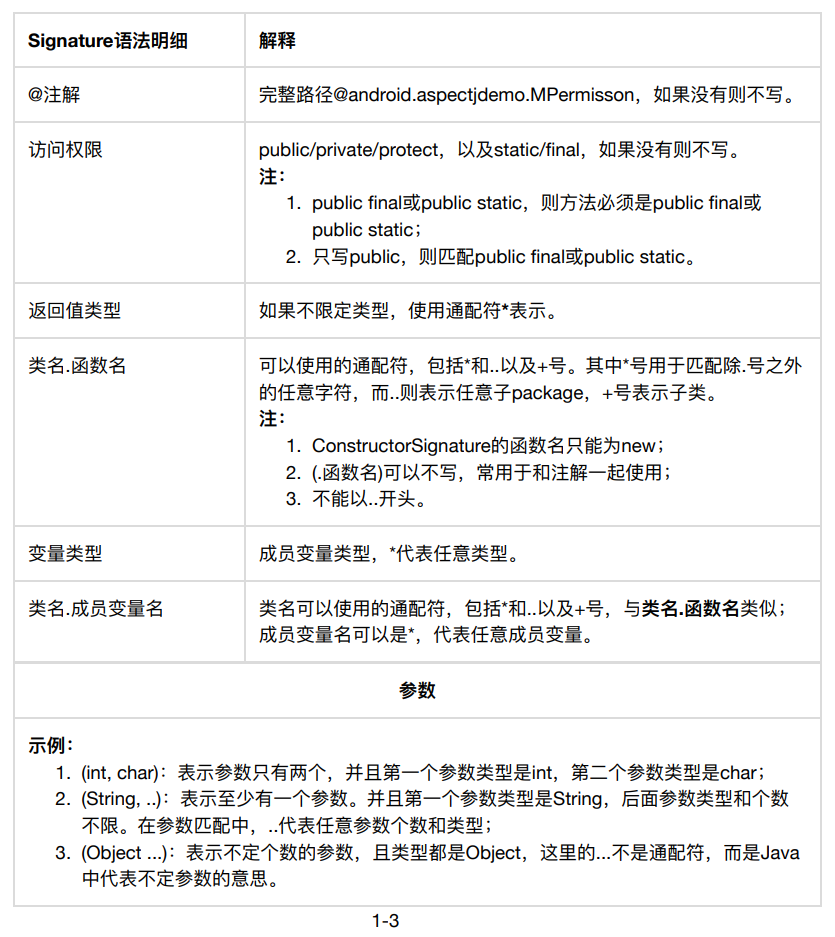 Signature语法明细 解释
@注解 完整路径@android.aspectjdemo.MPermisson，如果没有则不写。
访问权限 public/private/protect，以及static/final，如果没有则不写。
注：
1. public final或public static，则方法必须是public final或
public static；
2. 只写public，则匹配public final或public static。
返回值类型 如果不限定类型，使用通配符*表示。
类名.函数名 可以使用的通配符，包括*和..以及+号。其中*号用于匹配除.号之外
的任意字符，而..则表示任意子package，+号表示子类。
注：
1. ConstructorSignature的函数名只能为new；
2. (.函数名)可以不写，常用于和注解一起使用；
3. 不能以..开头。
变量类型 成员变量类型，*代表任意类型。
类名.成员变量名 类名可以使用的通配符，包括*和..以及+号，与类名.函数名类似；
成员变量名可以是*，代表任意成员变量。
参数
示例：
1. (int, char)：表示参数只有两个，并且第一个参数类型是int，第二个参数类型是char；
2. (String, ..)：表示至少有一个参数。并且第一个参数类型是String，后面参数类型和个数
不限。在参数匹配中，..代表任意参数个数和类型；
3. (Object ...)：表示不定个数的参数，且类型都是Object，这里的...不是通配符，而是Java
中代表不定参数的意思。
1-3